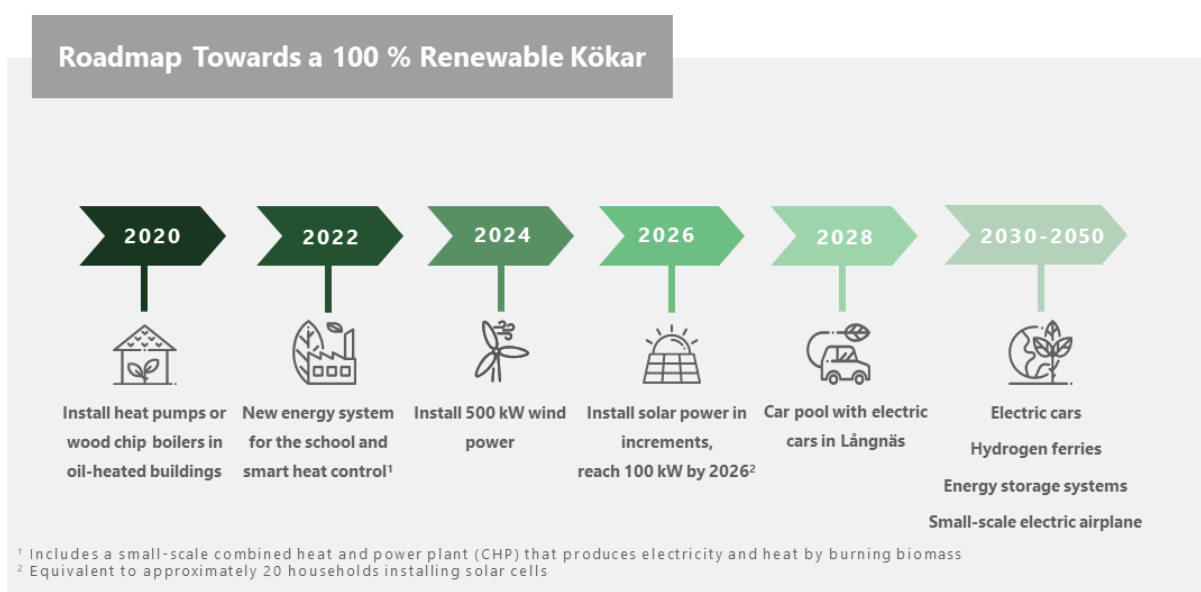 Roadmap Towards a 100 % Renewable Kökar
2020
2022
2024
2026
2028
2030-2050
Install heat pumps or
wood chip boilers in
oil-heated buildings
New energy system
for the school and
smart heat control¹
Install 500 kW wind
power
Install solar power in
increments,
reach 100 kW by 2026²
Car pool with electric
cars in Långnäs
Electric cars
Hydrogen ferries
Energy storage systems
Small-scale electric airplane
¹ Includes a small-scale combined heat and power plant (CHP) that produces electricity and heat by burning biomass
² Equivalent to approximately 20 households installing solar cells